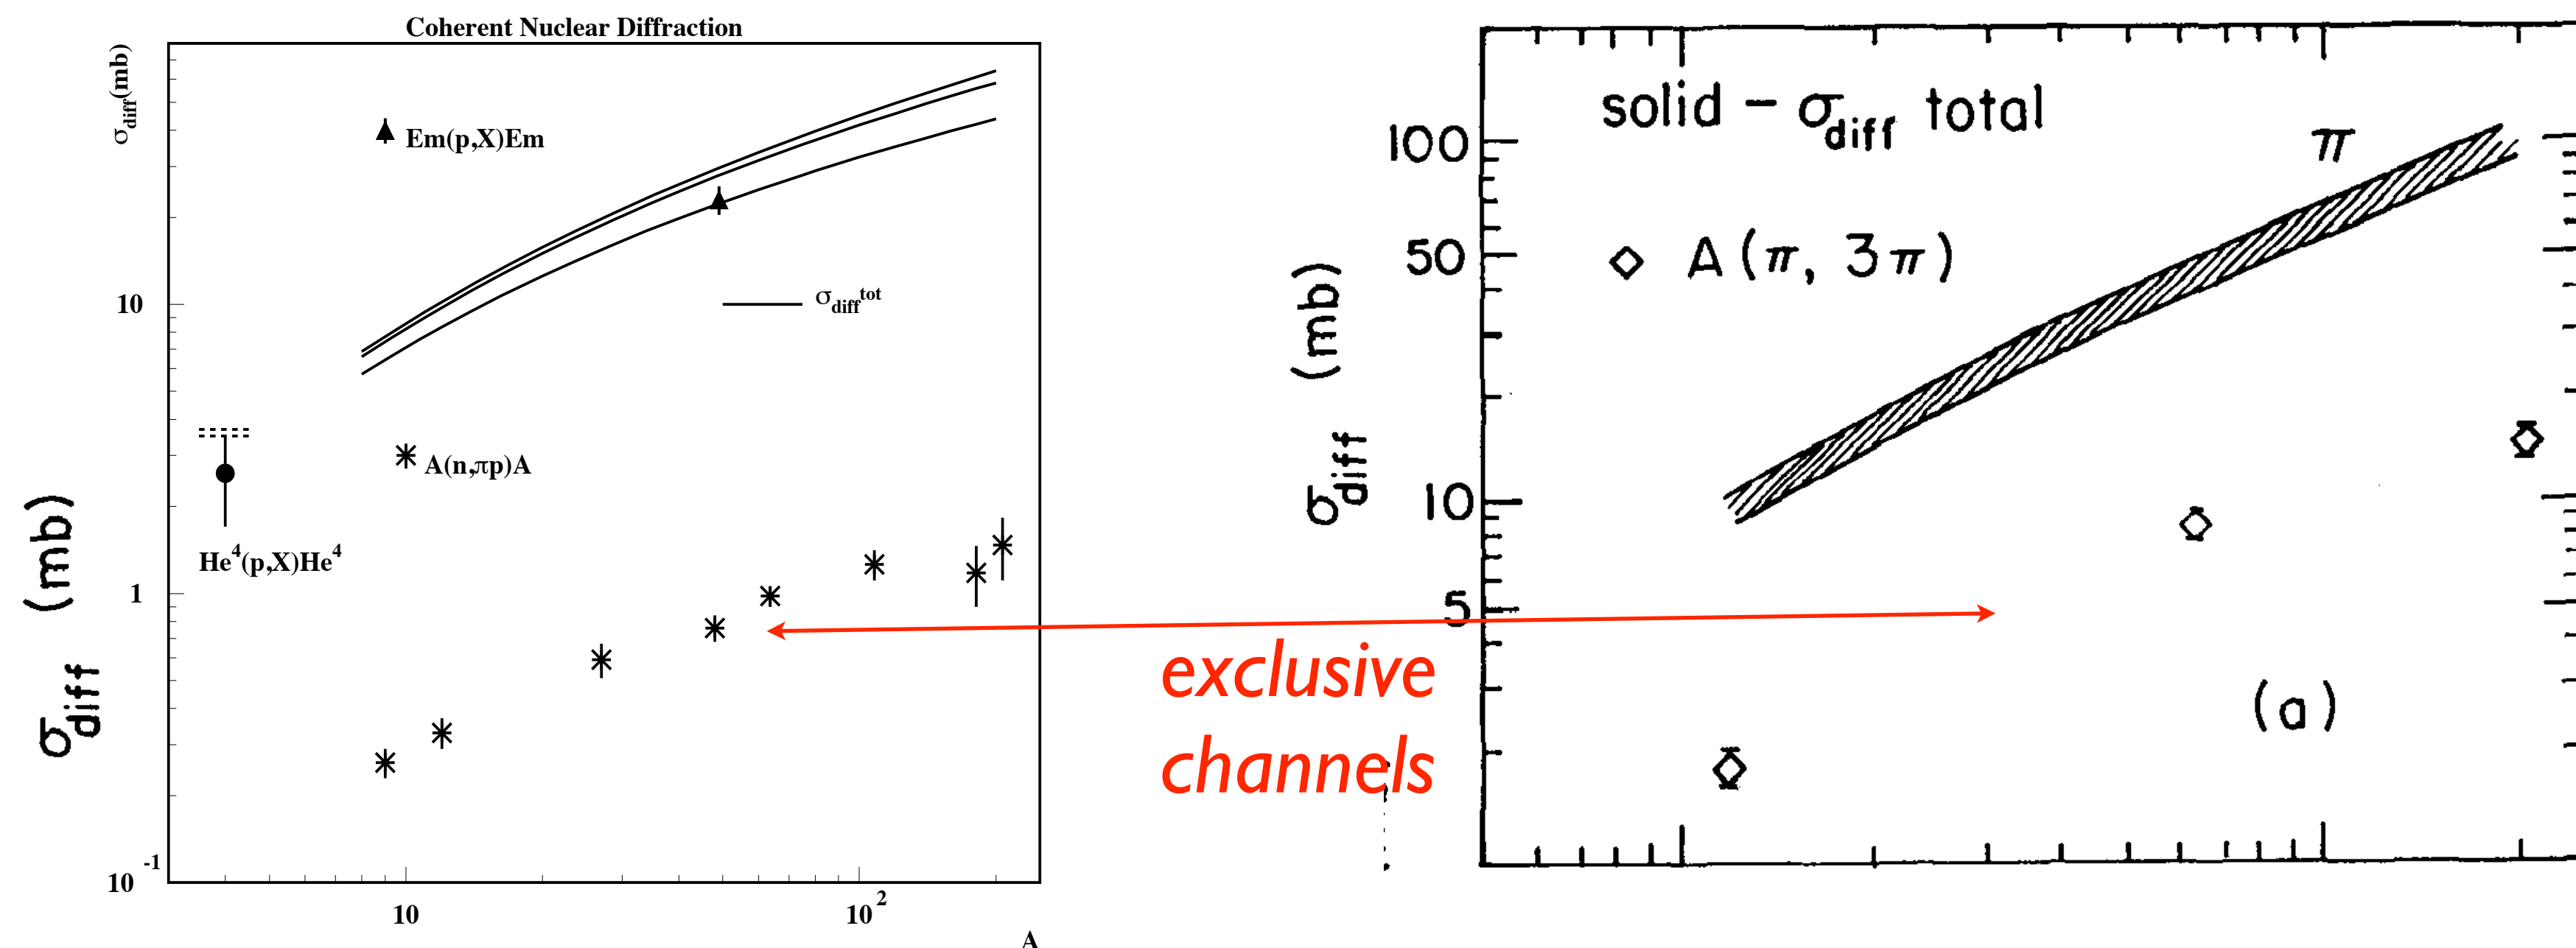 Coherent Nuclear Diffraction
σdiff(mb)
Em(p,X)Em
10
σdifftot
A(n,πp)A
He4(p,X)He4
1
10-1
10
102
A
σdiff (mb)
solid - σdiff total
π
100
A (π, 3π)
50
10
5
σdiff (mb)
(a)
exclusive
channels